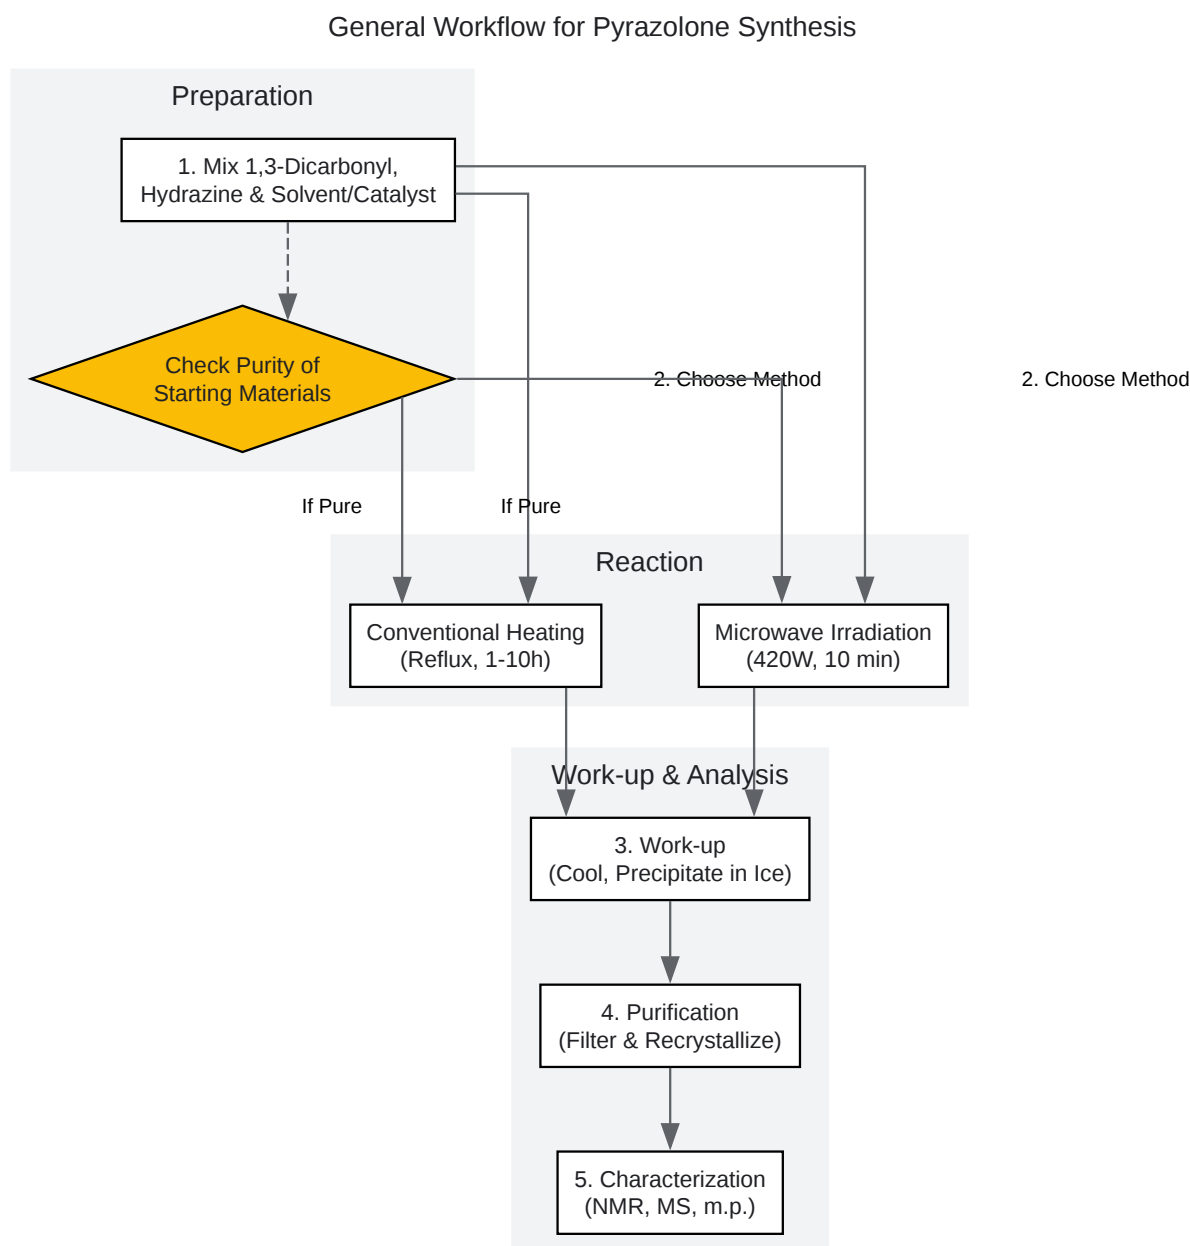 General Workflow for Pyrazolone Synthesis
Preparation
1. Mix 1,3-Dicarbonyl,
Hydrazine & Solvent/Catalyst
Check Purity of
Starting Materials
2. Choose Method
2. Choose Method
If Pure
If Pure
Reaction
Conventional Heating
(Reflux, 1-10h)
Microwave Irradiation
(420W, 10 min)
Work-up & Analysis
3. Work-up
(Cool, Precipitate in Ice)
4. Purification
(Filter & Recrystallize)
5. Characterization
(NMR, MS, m.p.)